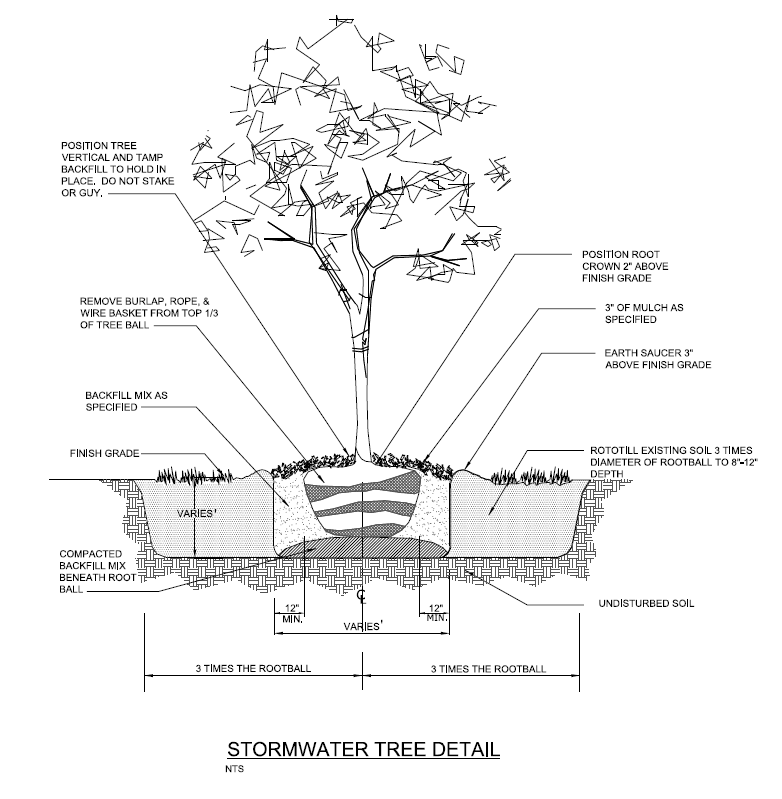 POSITION TREE
VERTICAL AND TAMP
BACKFILL TO HOLD IN
PLACE. DO NOT STAKE
OR GUY.
REMOVE BURLAP, ROPE, &
WIRE BASKET FROM TOP 1/3
OF TREE BALL
BACKFILL MIX AS
SPECIFIED
FINISH GRADE
VARIES'
COMPACTED
BACKFILL MIX
BENEATH ROOT
BALL
POSITION ROOT
CROWN 2" ABOVE
FINISH GRADE
3" OF MULCH AS
SPECIFIED
EARTH SAUCER 3"
ABOVE FINISH GRADE
ROTOTILL EXISTING SOIL 3 TIMES
DIAMETER OF ROOTBALL TO 8"-12"
DEPTH
UNDISTURBED SOIL
℄
12"
MIN.
12"
MIN.
VARIES'
3 TIMES THE ROOTBALL
3 TIMES THE ROOTBALL
STORMWATER TREE DETAIL
NTS